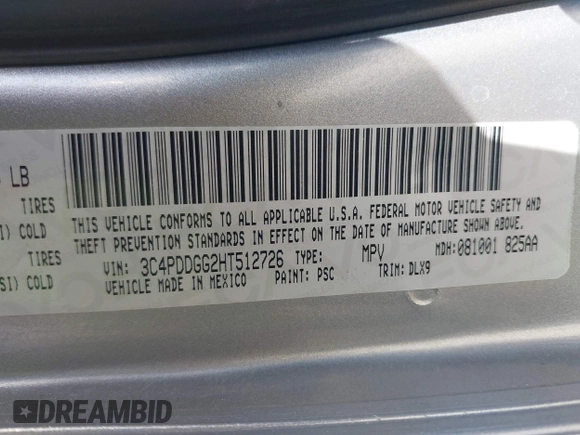 LB
TIRES
SI) COLD
TIRES
SI) COLD
THIS VEHICLE CONFORMS TO ALL APPLICABLE U.S.A. FEDERAL MOTOR VEHICLE SAFETY AND
THEFT PREVENTION STANDARDS IN EFFECT ON THE DATE OF MANUFACTURE SHOWN ABOVE.
VIN: 3C4PDDGG2HT512726 TYPE: MPV MDH:081001 825AA
VEHICLE MADE IN MEXICO PAINT: PSC TRIM: DLX9
DREAMBID